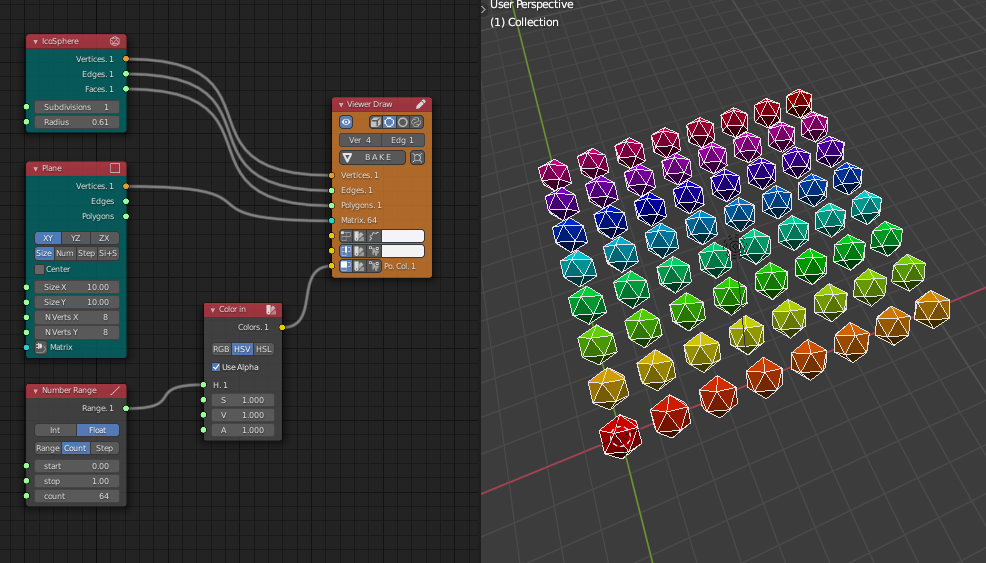 IcoSphere
Vertices. 1
Edges. 1
Faces. 1
Subdivisions 1
Radius 0.61
Plane
Vertices. 1
Edges
Polygons
XY YZ ZX
Size Num Step Si+S
Center
Size X 10.00
Size Y 10.00
N Verts X 8
N Verts Y 8
Matrix
Number Range
Range. 1
Int Float
Range Count Step
start 0.00
stop 1.00
count 64
Color in
Colors. 1
RGB HSV HSL
Use Alpha
H. 1
S 1.000
V 1.000
A 1.000
Viewer Draw
Ver 4 Edg 1
BAKE
Vertices. 1
Edges. 1
Polygons. 1
Matrix. 64
Po. Col. 1
User Perspective
(1) Collection